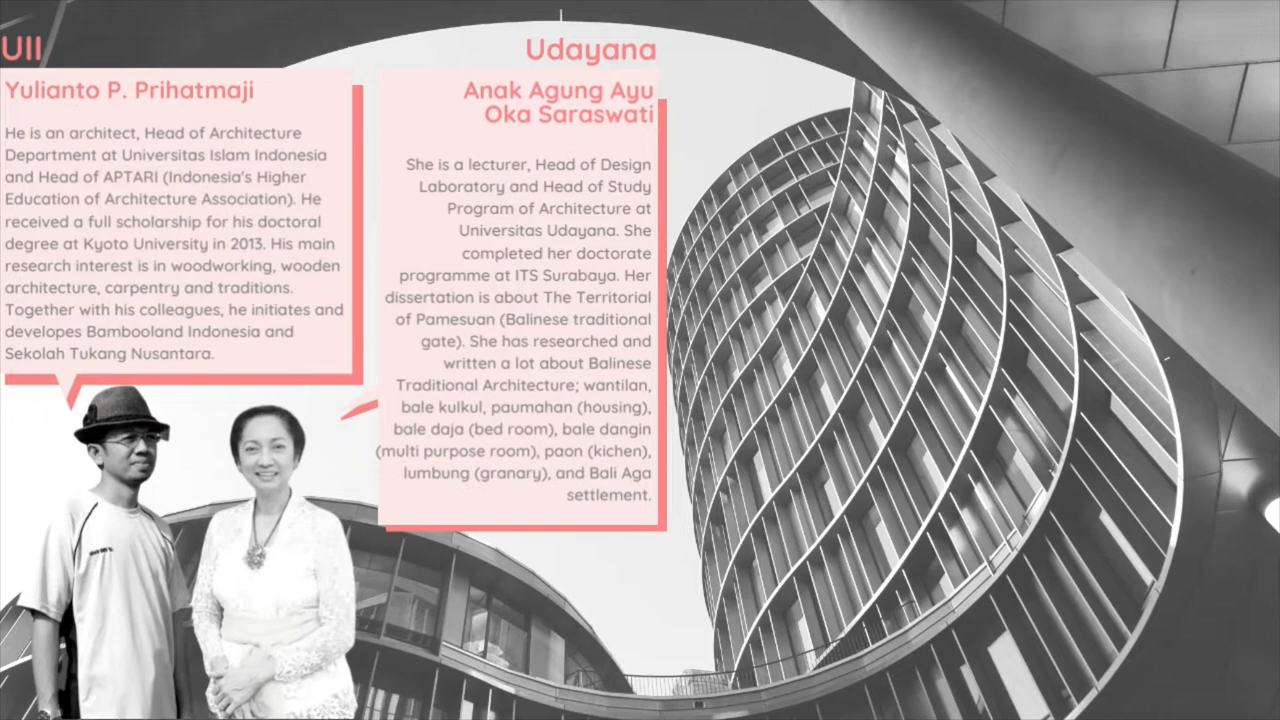 UII
Yulianto P. Prihatmaji
He is an architect, Head of Architecture
Department at Universitas Islam Indonesia
and Head of APTARI (Indonesia's Higher
Education of Architecture Association). He
received a full scholarship for his doctoral
degree at Kyoto University in 2013. His main
research interest is in woodworking, wooden
architecture, carpentry and traditions.
Together with his colleagues, he initiates and
developes Bambooland Indonesia and
Sekolah Tukang Nusantara.
Udayana
Anak Agung Ayu
Oka Saraswati
She is a lecturer, Head of Design
Laboratory and Head of Study
Program of Architecture at
Universitas Udayana. She
completed her doctorate
programme at ITS Surabaya. Her
dissertation is about The Territorial
of Pamesuan (Balinese traditional
gate). She has researched and
written a lot about Balinese
Traditional Architecture; wantilan,
bale kulkul, paumahan (housing),
bale daja (bed room), bale dangin
(multi purpose room), paon (kichen),
lumbung (granary), and Bali Aga
settlement.